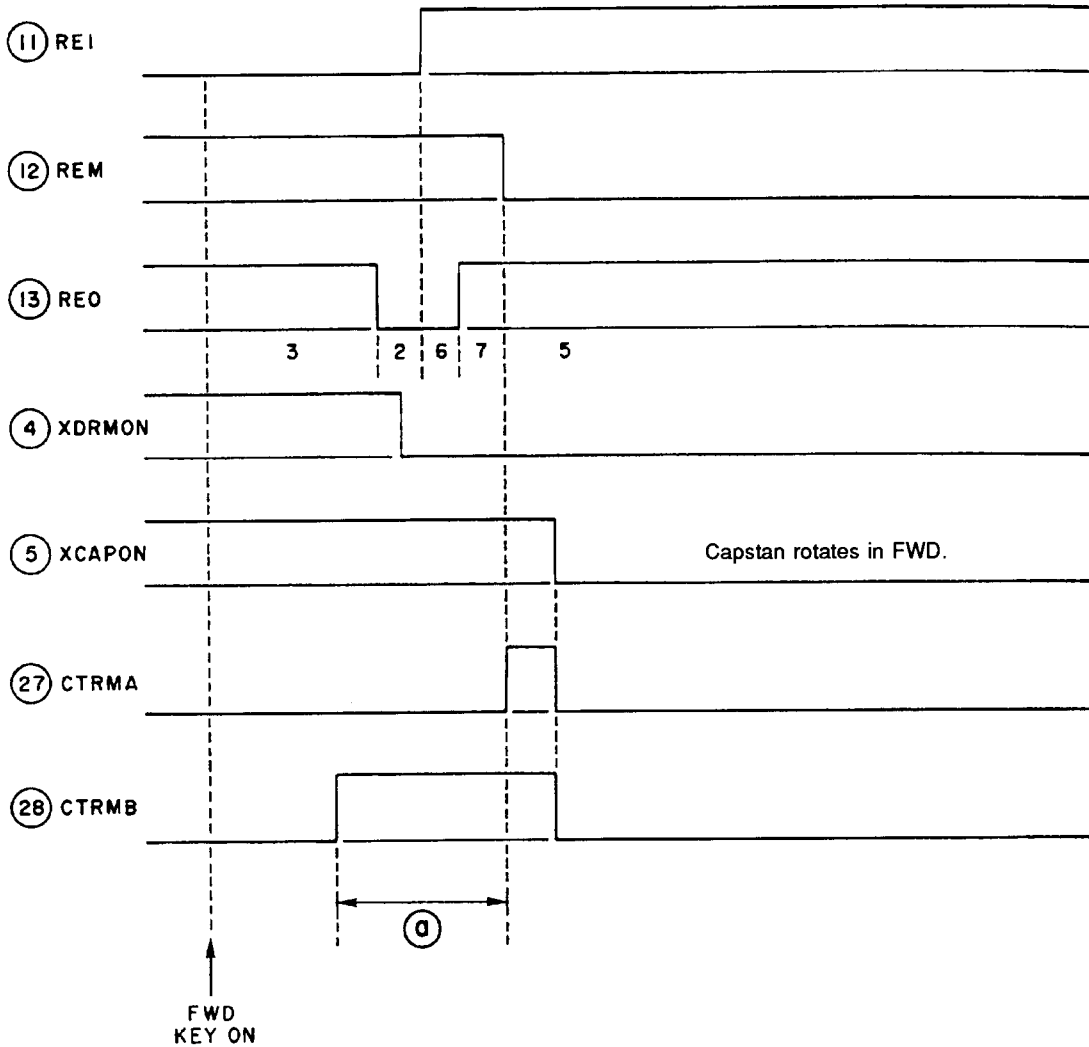 11 REI
12 REM
13 REO
3 2 6 7 5
4 XDRMON
5 XCAPON
Capstan rotates in FWD.
27 CTRMA
28 CTRMB
a
FWD
KEY ON